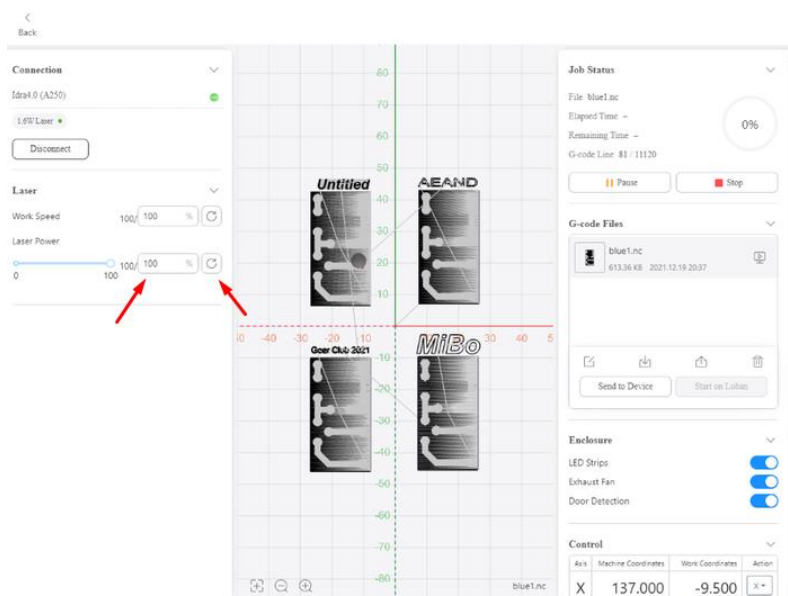 Back
Connection
Idra4.0 (A250)
1.6W Laser
Disconnect
Laser
Work Speed 100/ 100 %
Laser Power
100/ 100 %
0 100
80
70
60
50
Untitled AEAND
40
30
20
10
-40 -30 -20 -10 30 40 5
Geer Club 2021 MiBo
-10
-20
-30
-40
-50
-60
-70
-80
blue1.nc
Job Status
File blue1.nc
Elapsed Time –
Remaining Time –
G-code Line 81 / 11120
0%
Pause Stop
G-code Files
blue1.nc
613.36 KB 2021.12.19 20:37
Send to Device Start on Luban
Enclosure
LED Strips
Exhaust Fan
Door Detection
Control
Axis Machine Coordinates Work Coordinates Action
X 137.000 -9.500 X